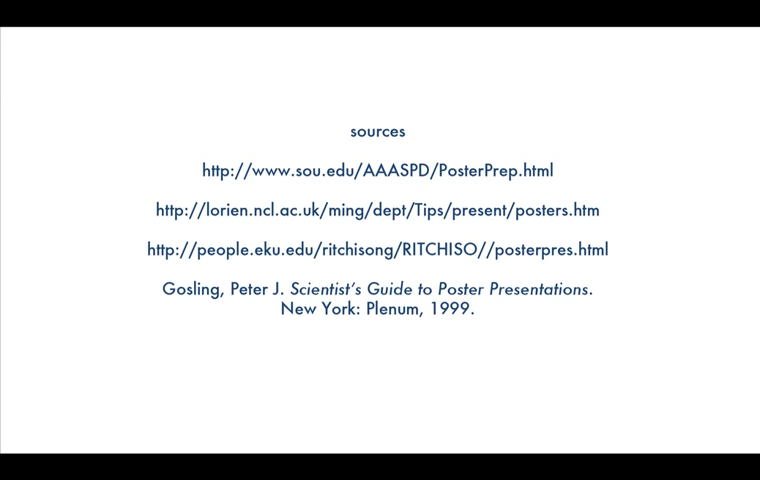 sources
http://www.sou.edu/AAASPD/PosterPrep.html
http://lorien.ncl.ac.uk/ming/dept/Tips/present/posters.htm
http://people.eku.edu/ritchisong/RITCHISO//posterpres.html
Gosling, Peter J. Scientist's Guide to Poster Presentations.
New York: Plenum, 1999.